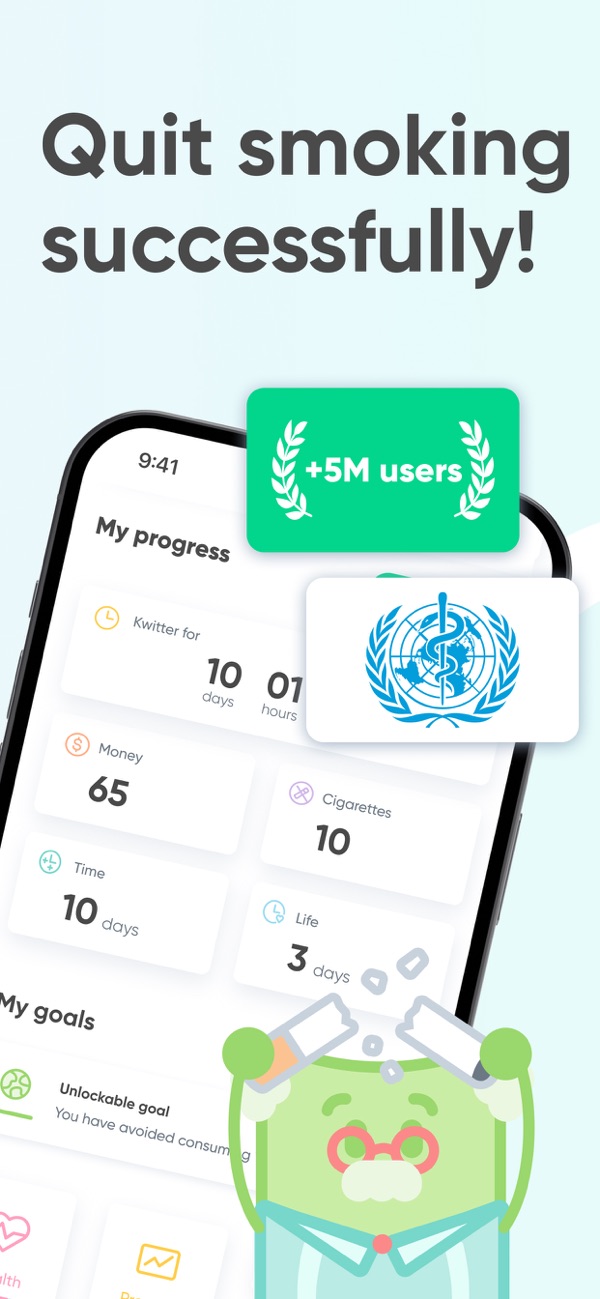 Quit smoking
successfully!
+5M users
9:41
My progress
Kwitter for
10 01
days hours
Money
65
Cigarettes
10
Time
10 days
Life
3 days
My goals
Unlockable goal
You have avoided consuming